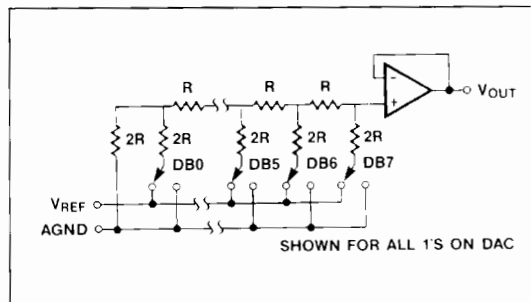 R R R
2R 2R 2R 2R 2R
DB0 DB5 DB6 DB7
VOUT
VREF
AGND
SHOWN FOR ALL 1'S ON DAC
- +